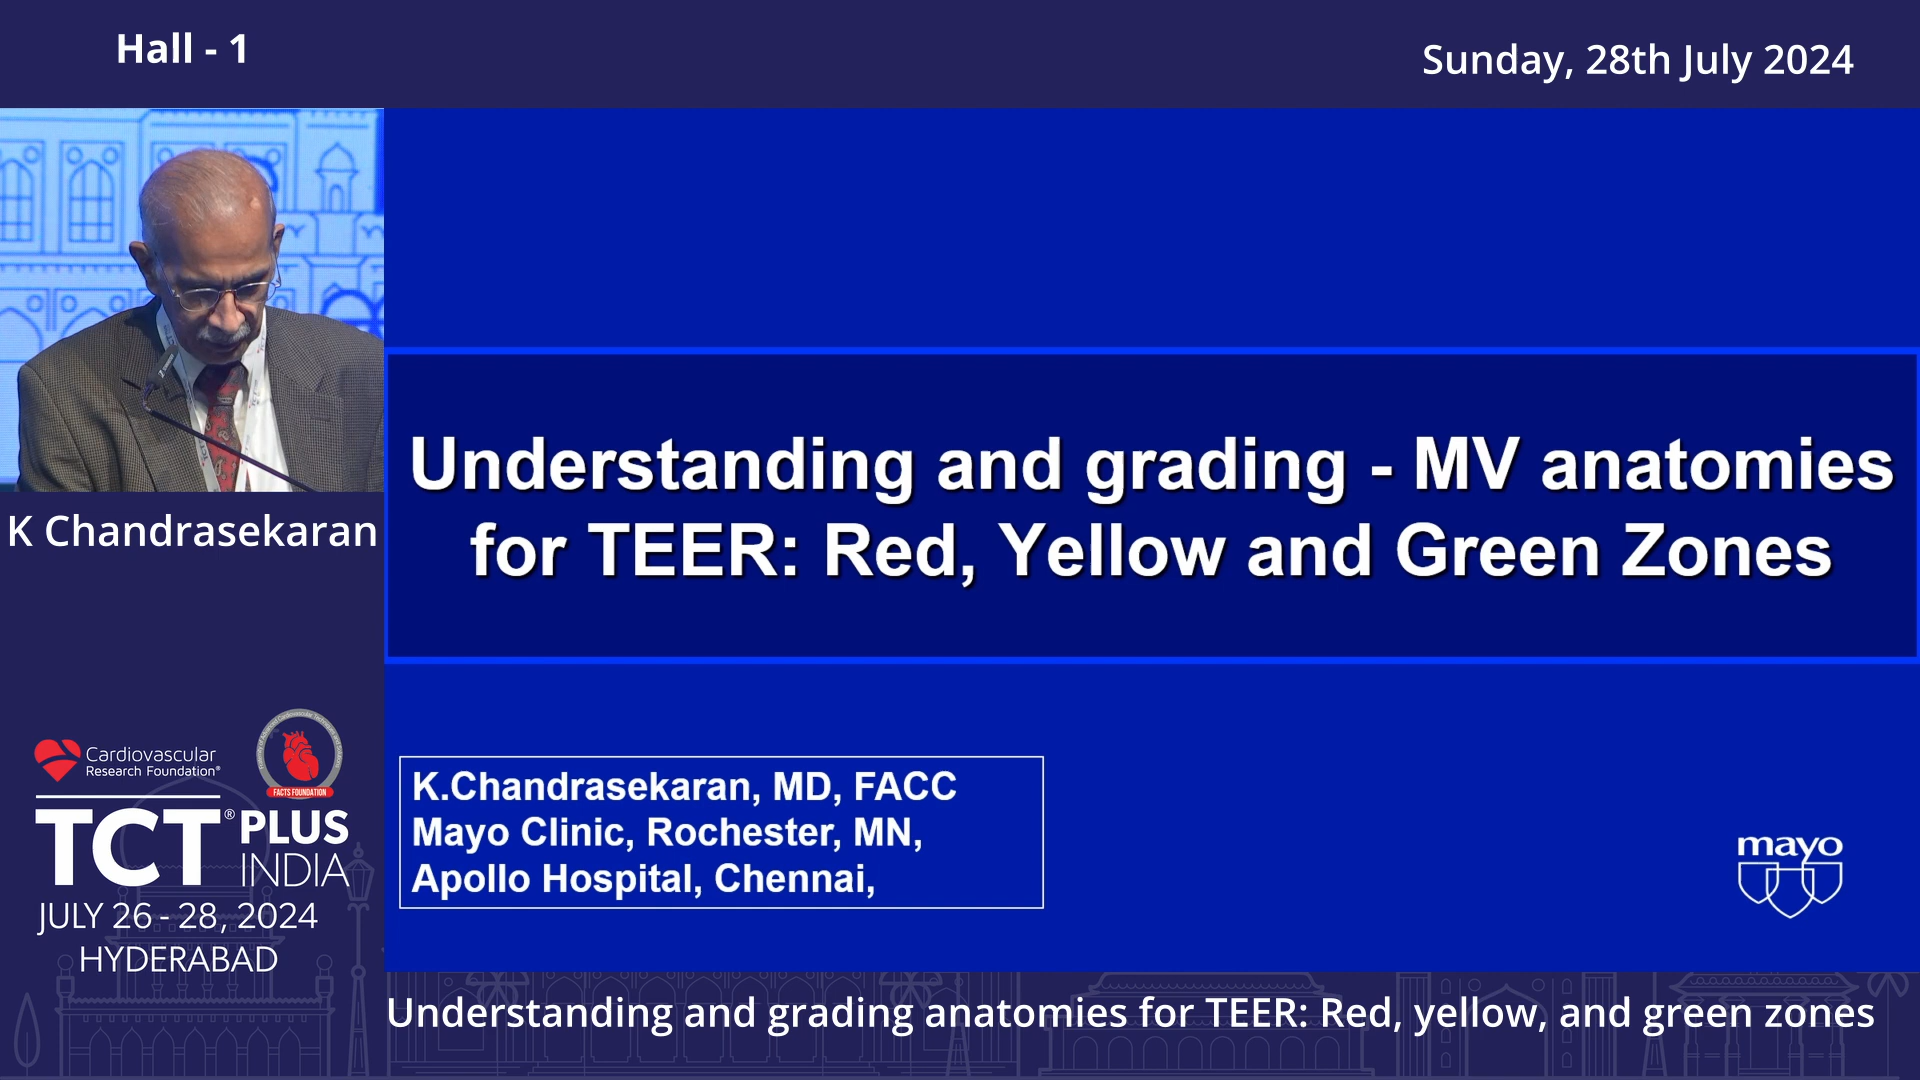 Hall - 1
Sunday, 28th July 2024
K Chandrasekaran
Understanding and grading - MV anatomies
for TEER: Red, Yellow and Green Zones
K.Chandrasekaran, MD, FACC
Mayo Clinic, Rochester, MN,
Apollo Hospital, Chennai,
mayo
Cardiovascular
Research Foundation®
FACTS FOUNDATION
TCT® PLUS
INDIA
JULY 26 - 28, 2024
HYDERABAD
Understanding and grading anatomies for TEER: Red, yellow, and green zones